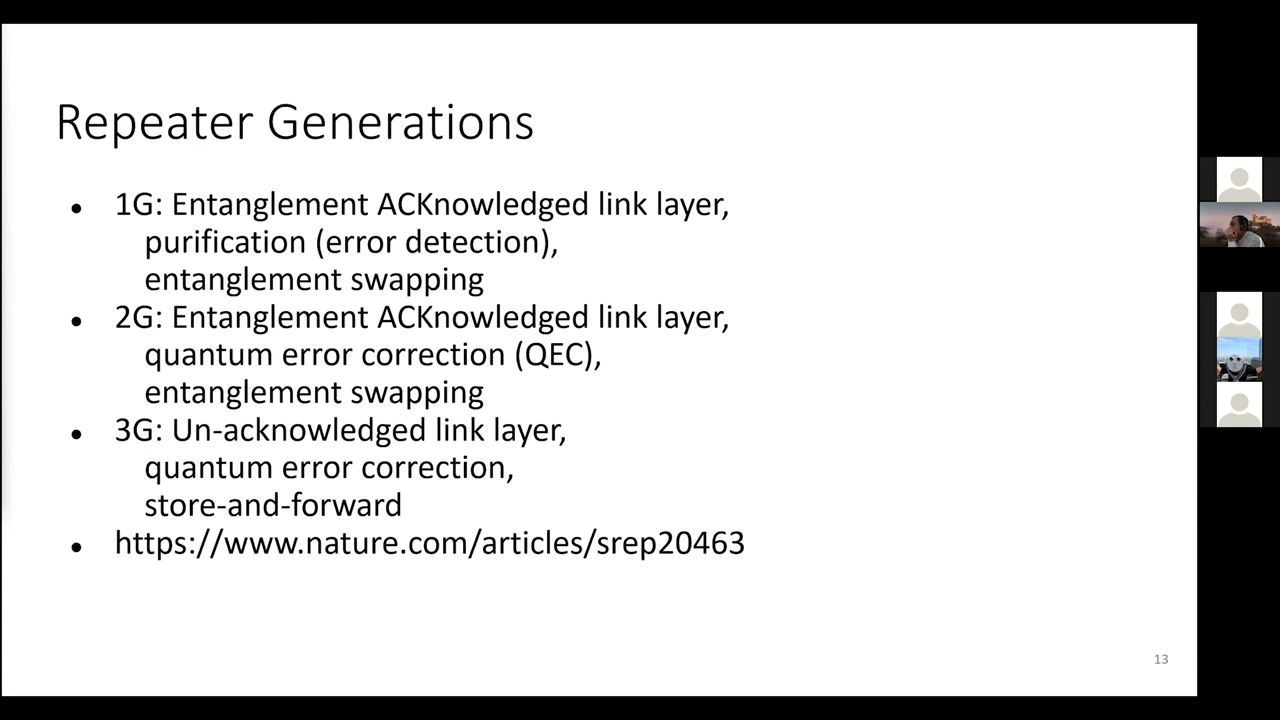 Repeater Generations
• 1G: Entanglement ACKnowledged link layer,
purification (error detection),
entanglement swapping
• 2G: Entanglement ACKnowledged link layer,
quantum error correction (QEC),
entanglement swapping
• 3G: Un-acknowledged link layer,
quantum error correction,
store-and-forward
• https://www.nature.com/articles/srep20463
13